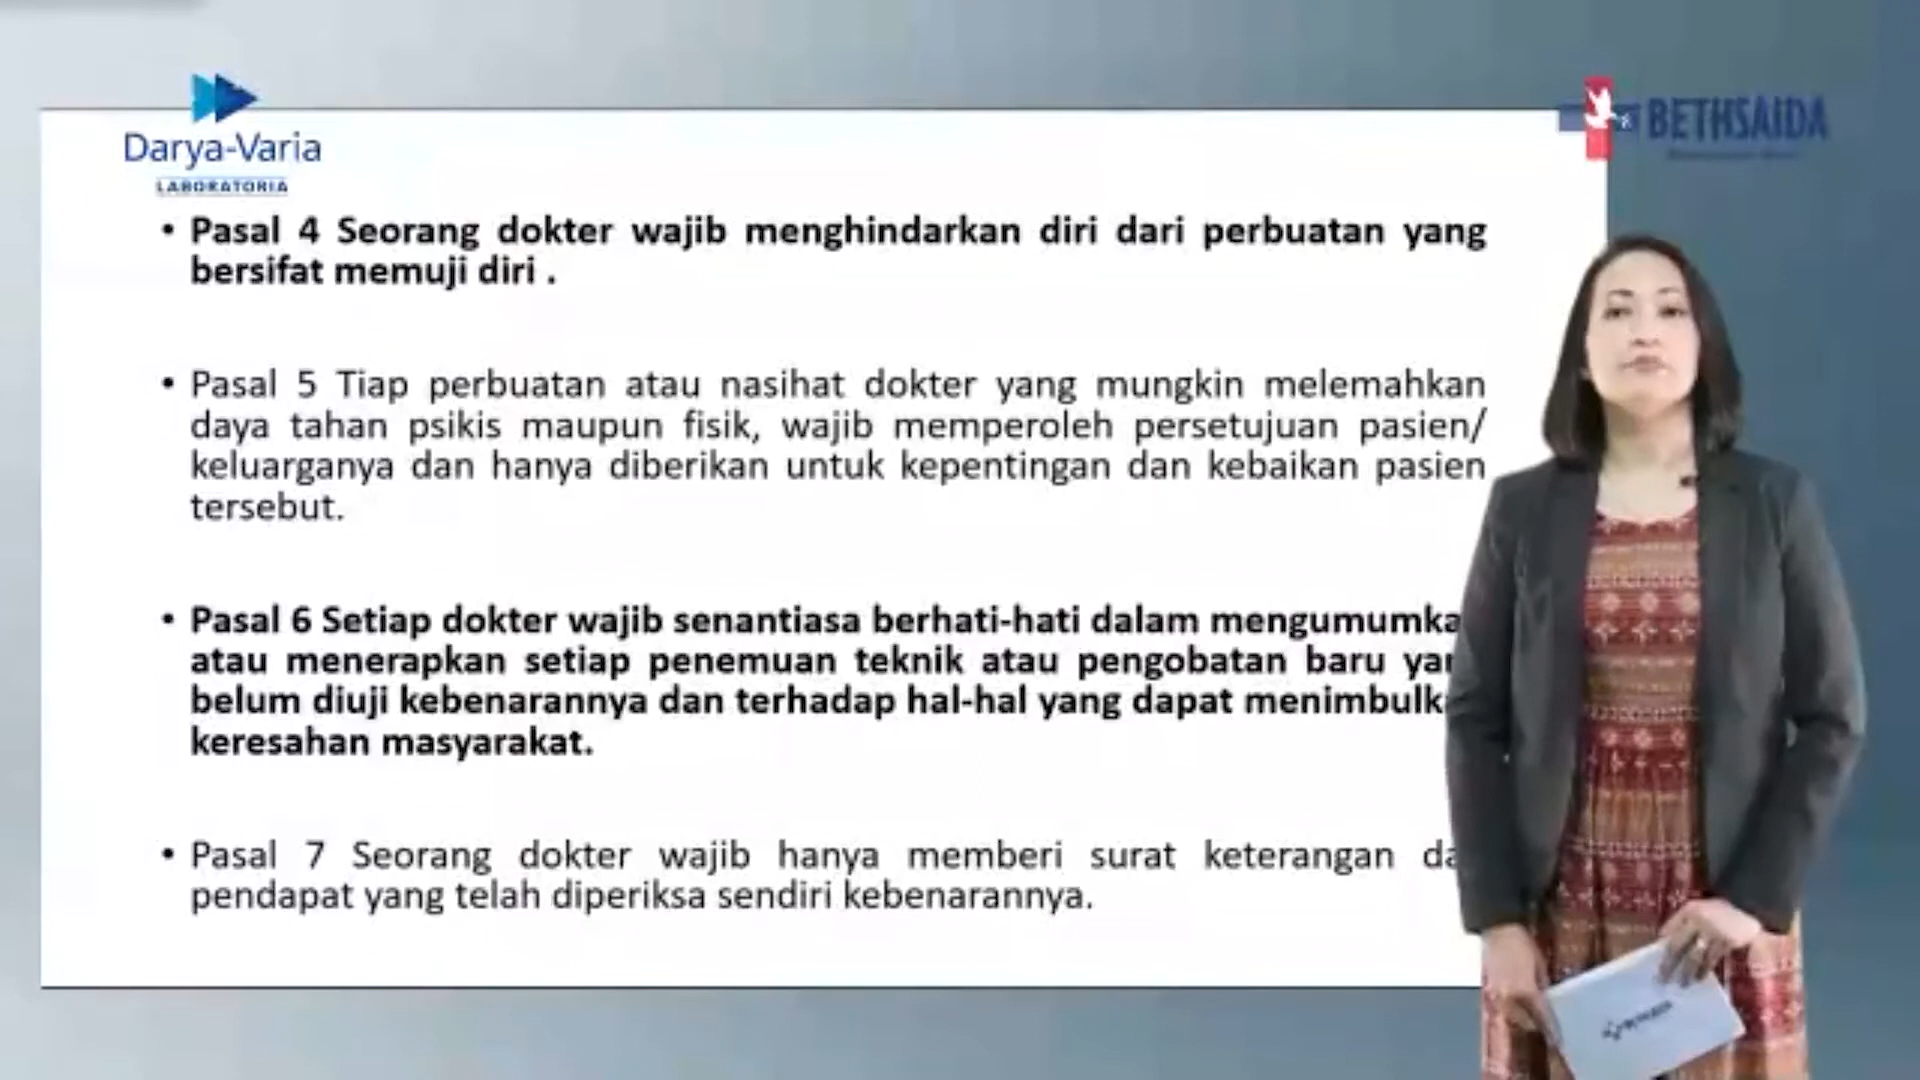 Darya-Varia
LABORATORIA
BETHSAIDA
• Pasal 4 Seorang dokter wajib menghindarkan diri dari perbuatan yang
bersifat memuji diri .
• Pasal 5 Tiap perbuatan atau nasihat dokter yang mungkin melemahkan
daya tahan psikis maupun fisik, wajib memperoleh persetujuan pasien/
keluarganya dan hanya diberikan untuk kepentingan dan kebaikan pasien
tersebut.
• Pasal 6 Setiap dokter wajib senantiasa berhati-hati dalam mengumumka
atau menerapkan setiap penemuan teknik atau pengobatan baru yan
belum diuji kebenarannya dan terhadap hal-hal yang dapat menimbulka
keresahan masyarakat.
• Pasal 7 Seorang dokter wajib hanya memberi surat keterangan da
pendapat yang telah diperiksa sendiri kebenarannya.